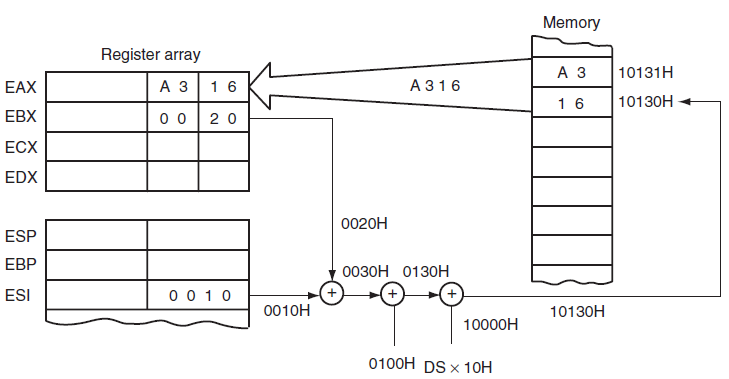 Memory
Register array
A 3 10131H
EAX A 3 1 6 A 3 1 6
1 6 10130H
EBX 0 0 2 0
ECX
EDX
0020H
ESP
EBP
0030H 0130H
ESI 0 0 1 0 + + +
0010H 10130H
10000H
0100H DS × 10H